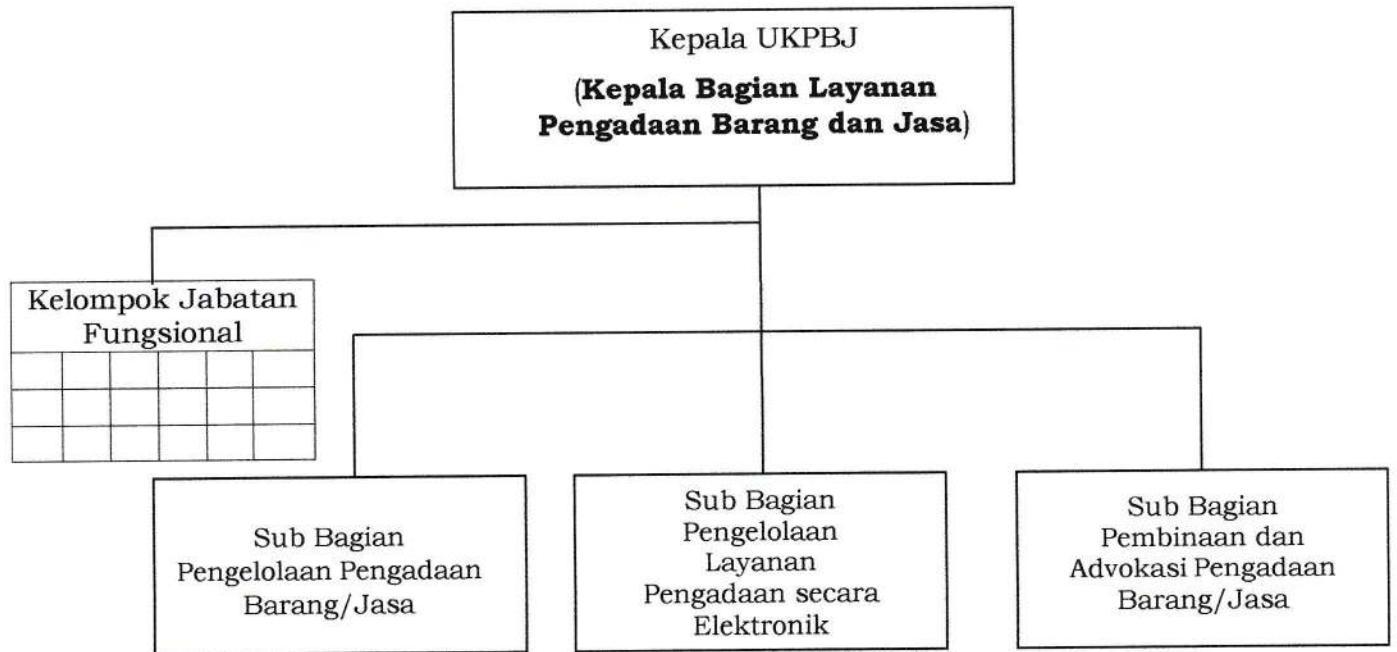 Kepala UKPBJ
(Kepala Bagian Layanan
Pengadaan Barang dan Jasa)
Kelompok Jabatan
Fungsional
Sub Bagian
Pengelolaan Pengadaan
Barang/Jasa
Sub Bagian
Pengelolaan
Layanan
Pengadaan secara
Elektronik
Sub Bagian
Pembinaan dan
Advokasi Pengadaan
Barang/Jasa